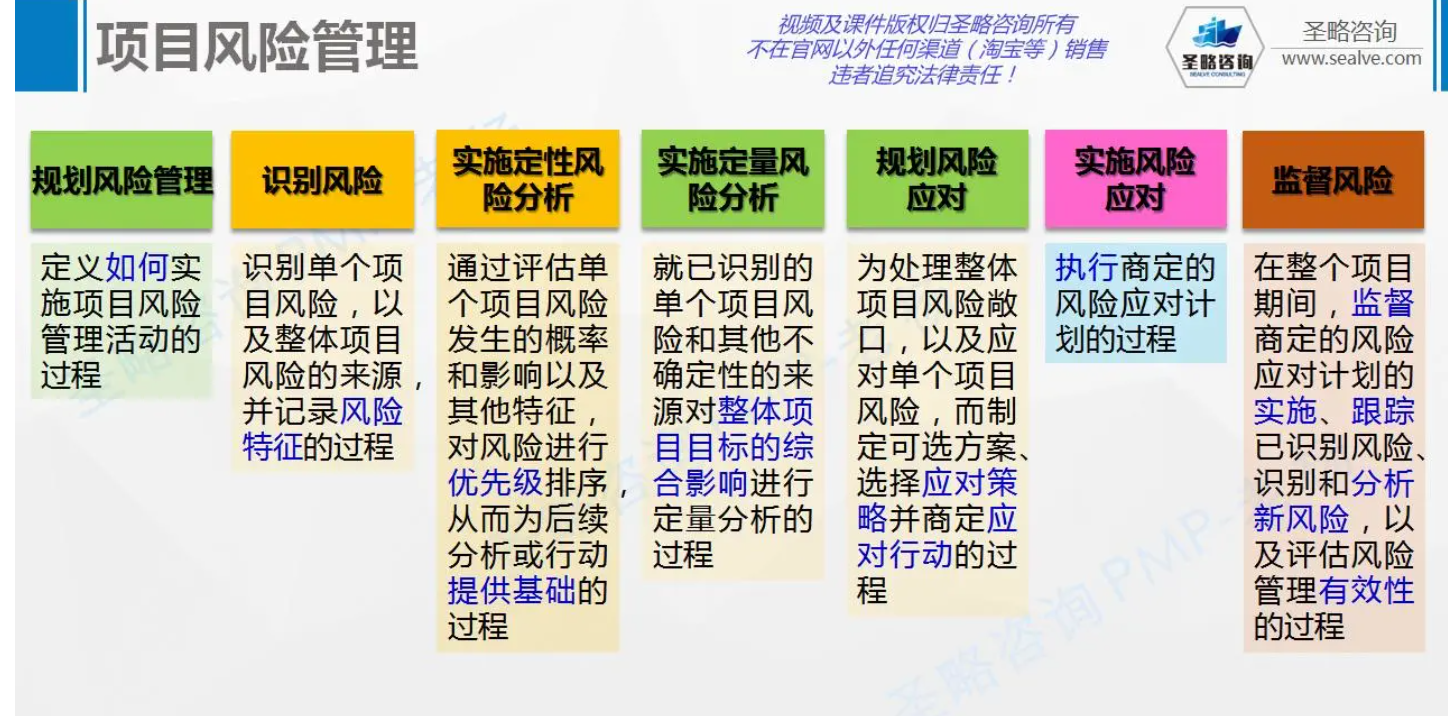 项目风险管理
视频及课件版权归圣略咨询所有
不在官网以外任何渠道（淘宝等）销售
违者追究法律责任！
圣略咨询
SEALVE CONSULTING
圣略咨询
www.sealve.com
规划风险管理
定义如何实
施项目风险
管理活动的
过程
识别风险
识别单个项
目风险，以
及整体项目
风险的来源，
并记录风险
特征的过程
实施定性风
险分析
通过评估单
个项目风险
发生的概率
和影响以及
其他特征，
对风险进行
优先级排序，
从而为后续
分析或行动
提供基础的
过程
实施定量风
险分析
就已识别的
单个项目风
险和其他不
确定性的来
源对整体项
目目标的综
合影响进行
定量分析的
过程
规划风险
应对
为处理整体
项目风险敞
口，以及应
对单个项目
风险，而制
定可选方案、
选择应对策
略并商定应
对行动的过
程
实施风险
应对
执行商定的
风险应对计
划的过程
监督风险
在整个项目
期间，监督
商定的风险
应对计划的
实施、跟踪
已识别风险、
识别和分析
新风险，以
及评估风险
管理有效性
的过程